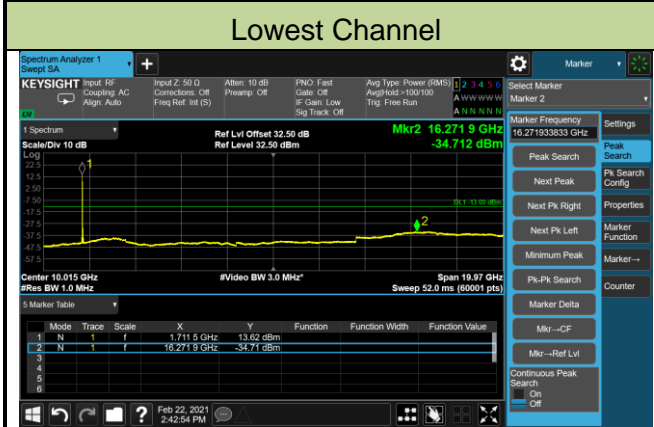 Lowest Channel
Spectrum Analyzer 1
Swept SA
Marker
KEYSIGHT Input: RF Input Z: 50 Ω Atten: 10 dB PNO: Fast Avg Type: Power (RMS) 1 2 3 4 5 6
Coupling: AC Corrections: Off Preamp: Off Gate: Off Avg|Hold:>100/100 A W W W W W
Align: Auto Freq Ref: Int (S) IF Gain: Low Trig: Free Run A N N N N N
Sig Track: Off
Select Marker
Marker 2
Marker Frequency
16.271933833 GHz
Settings
Peak Search
Peak Search
Next Peak
Pk Search Config
Next Pk Right
Properties
Next Pk Left
Marker Function
Minimum Peak
Marker→
Pk-Pk Search
Counter
Marker Delta
Mkr→CF
Mkr→Ref Lvl
Continuous Peak Search
On
Off
1 Spectrum
Ref Lvl Offset 32.50 dB Mkr2 16.271 9 GHz
Scale/Div 10 dB Ref Level 32.50 dBm -34.712 dBm
Log
22.5
12.5
2.50
-7.50
-17.5
-27.5
-37.5
-47.5
-57.5
1
2
DL1 -13.00 dBm
Center 10.015 GHz #Video BW 3.0 MHz* Span 19.97 GHz
#Res BW 1.0 MHz Sweep 52.0 ms (60001 pts)
5 Marker Table
Mode Trace Scale X Y Function Function Width Function Value
1 N 1 f 1.711 5 GHz 13.62 dBm
2 N 1 f 16.271 9 GHz -34.71 dBm
3
4
5
6
Feb 22, 2021
2:42:54 PM